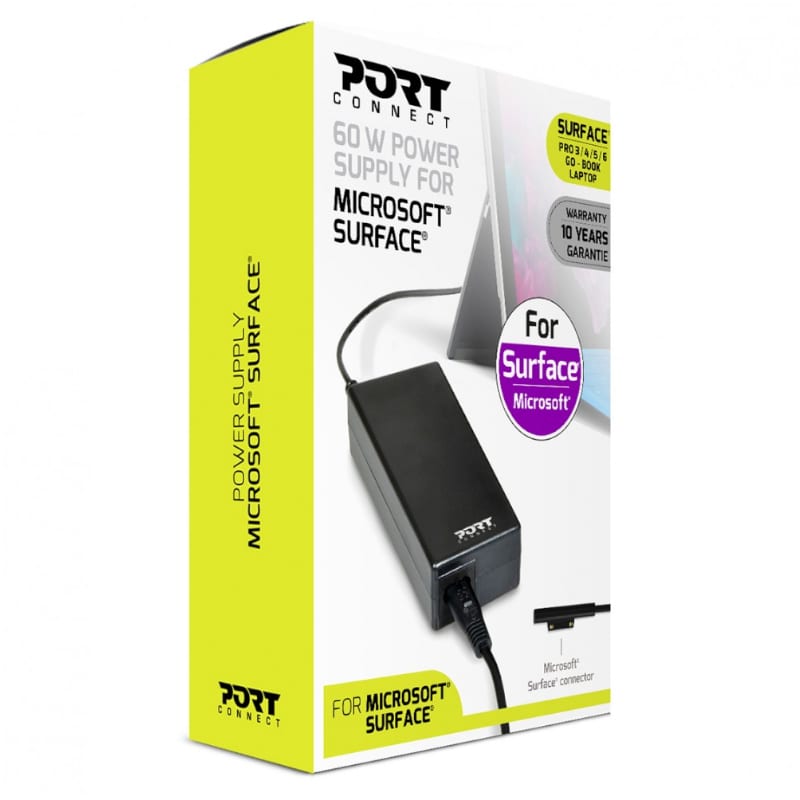 PORT
CONNECT
60 W POWER
SUPPLY FOR
MICROSOFT®
SURFACE®
SURFACE
PRO 3 / 4 / 5 / 6
GO - BOOK
LAPTOP
WARRANTY
10 YEARS
GARANTIE
For
Surface®
Microsoft®
PORT
CONNECT
Microsoft®
Surface® connector
FOR MICROSOFT®
SURFACE®
POWER SUPPLY
MICROSOFT® SURFACE®
PORT
CONNECT